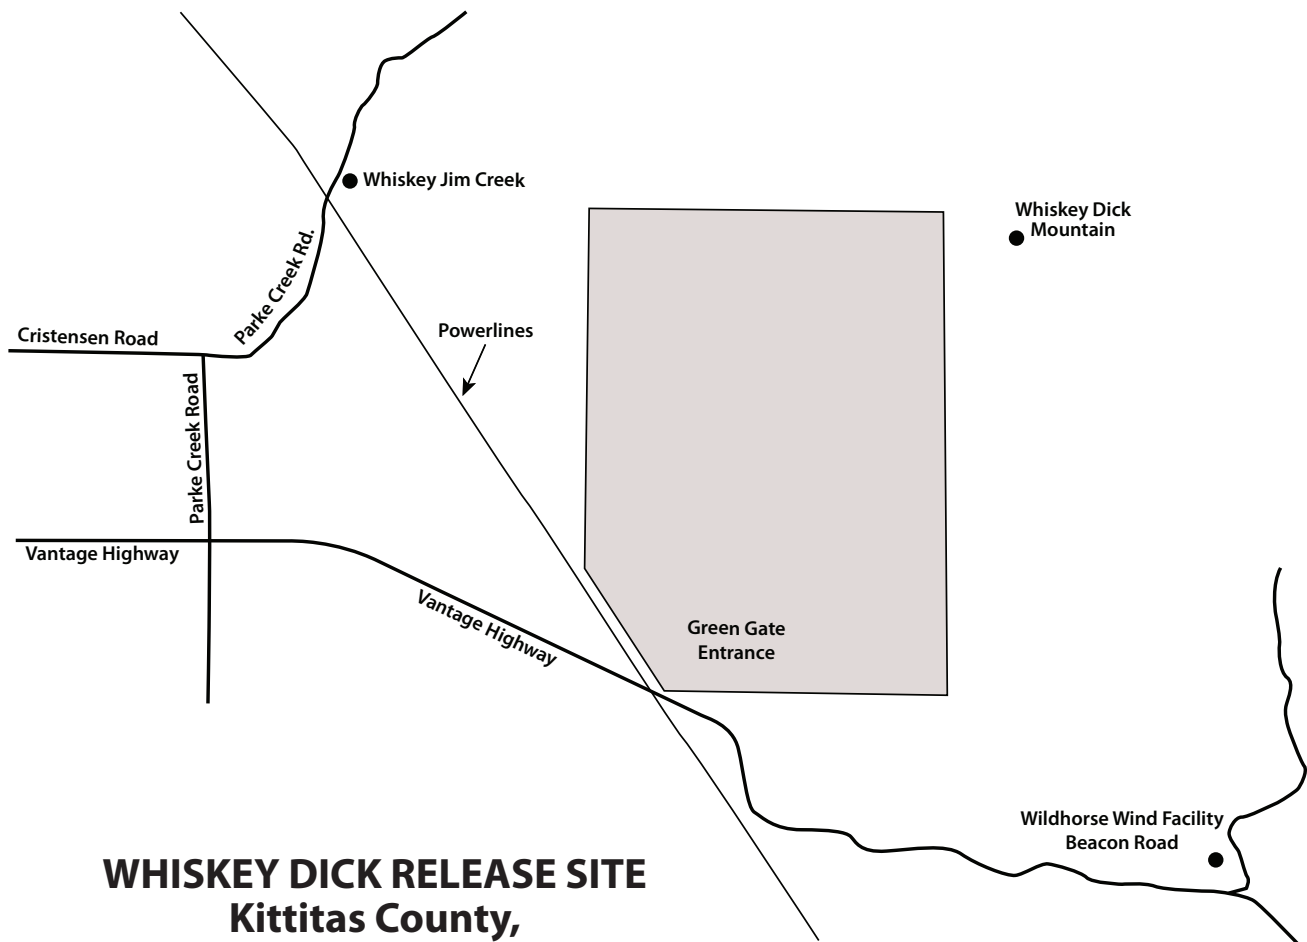 Whiskey Jim Creek
Whiskey Dick
Mountain
Parke Creek Rd.
Powerlines
Cristensen Road
Parke Creek Road
Vantage Highway
Vantage Highway
Green Gate
Entrance
Wildhorse Wind Facility
Beacon Road
WHISKEY DICK RELEASE SITE
Kittitas County,